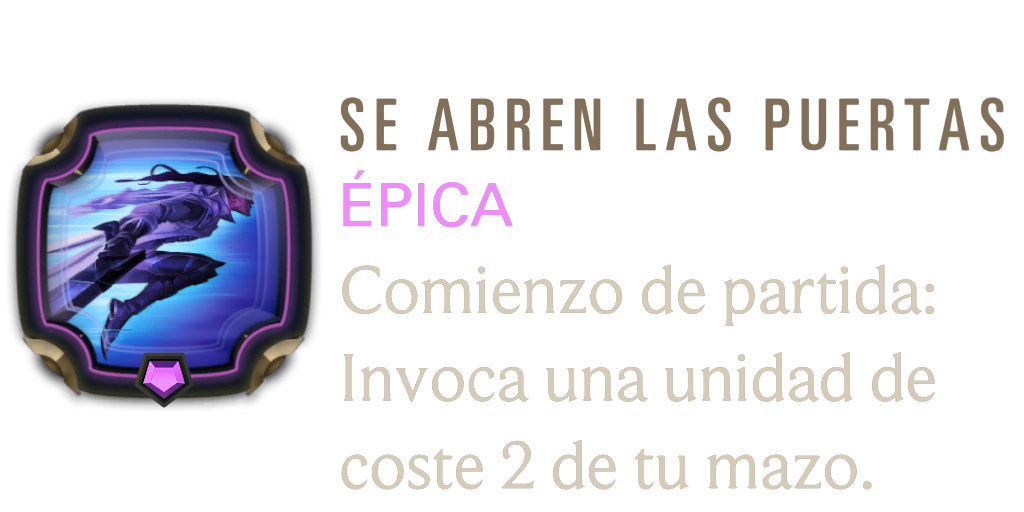 SE ABREN LAS PUERTAS
ÉPICA
Comienzo de partida:
Invoca una unidad de
coste 2 de tu mazo.